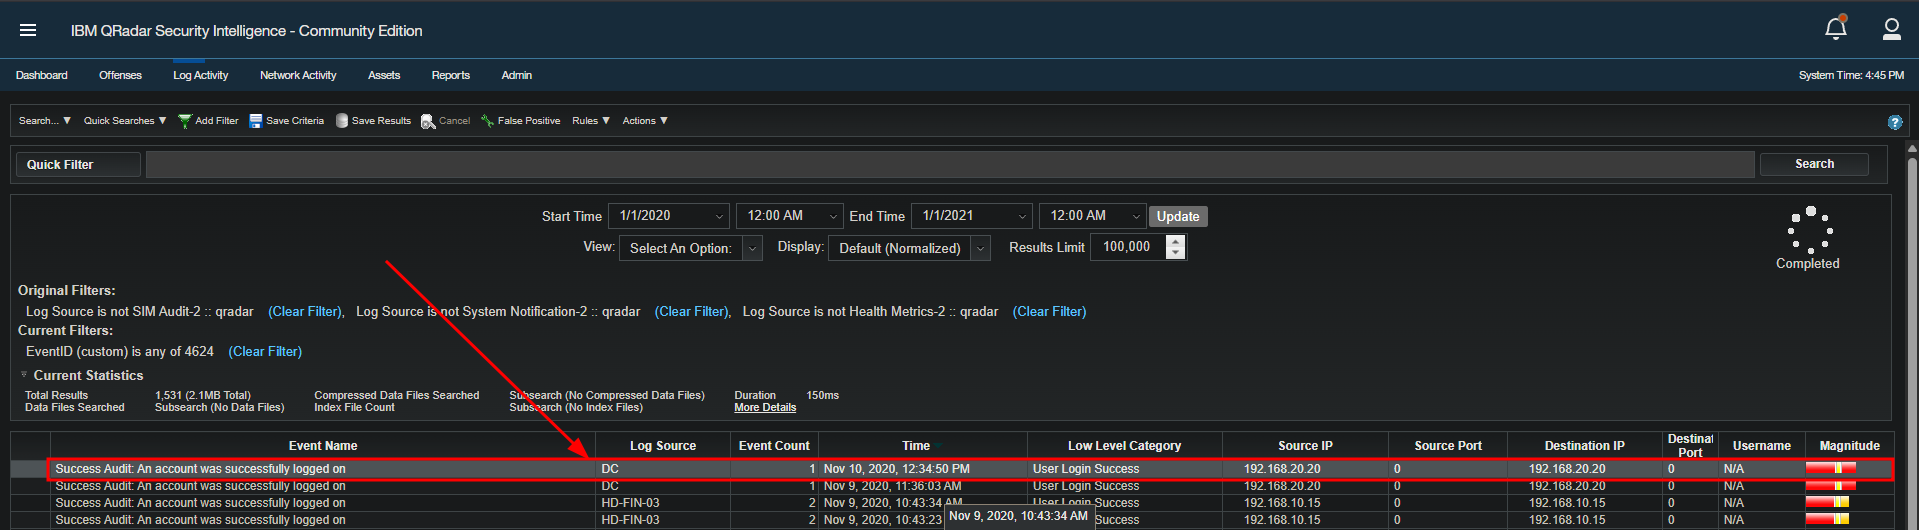 IBM QRadar Security Intelligence - Community Edition
Dashboard Offenses Log Activity Network Activity Assets Reports Admin System Time: 4:45 PM
Search... ▼ Quick Searches ▼ Add Filter Save Criteria Save Results Cancel False Positive Rules ▼ Actions ▼ ?
Quick Filter Search
Start Time 1/1/2020 12:00 AM End Time 1/1/2021 12:00 AM Update
View: Select An Option: Display: Default (Normalized) Results Limit 100,000
Completed
Original Filters:
Log Source is not SIM Audit-2 :: qradar (Clear Filter), Log Source is not System Notification-2 :: qradar (Clear Filter), Log Source is not Health Metrics-2 :: qradar (Clear Filter)
Current Filters:
EventID (custom) is any of 4624 (Clear Filter)
Current Statistics
Total Results 1,531 (2.1MB Total) Compressed Data Files Searched Subsearch (No Compressed Data Files) Duration 150ms
Data Files Searched Subsearch (No Data Files) Index File Count Subsearch (No Index Files) More Details
Event Name Log Source Event Count Time Low Level Category Source IP Source Port Destination IP Destinat Port Username Magnitude
Success Audit: An account was successfully logged on DC 1 Nov 10, 2020, 12:34:50 PM User Login Success 192.168.20.20 0 192.168.20.20 0 N/A
Success Audit: An account was successfully logged on DC 1 Nov 9, 2020, 11:36:03 AM User Login Success 192.168.20.20 0 192.168.20.20 0 N/A
Success Audit: An account was successfully logged on HD-FIN-03 2 Nov 9, 2020, 10:43:34 AM User Login Success 192.168.10.15 0 192.168.10.15 0 N/A
Success Audit: An account was successfully logged on HD-FIN-03 2 Nov 9, 2020, 10:43:23 Login Success 192.168.10.15 0 192.168.10.15 0 N/A
Nov 9, 2020, 10:43:34 AM